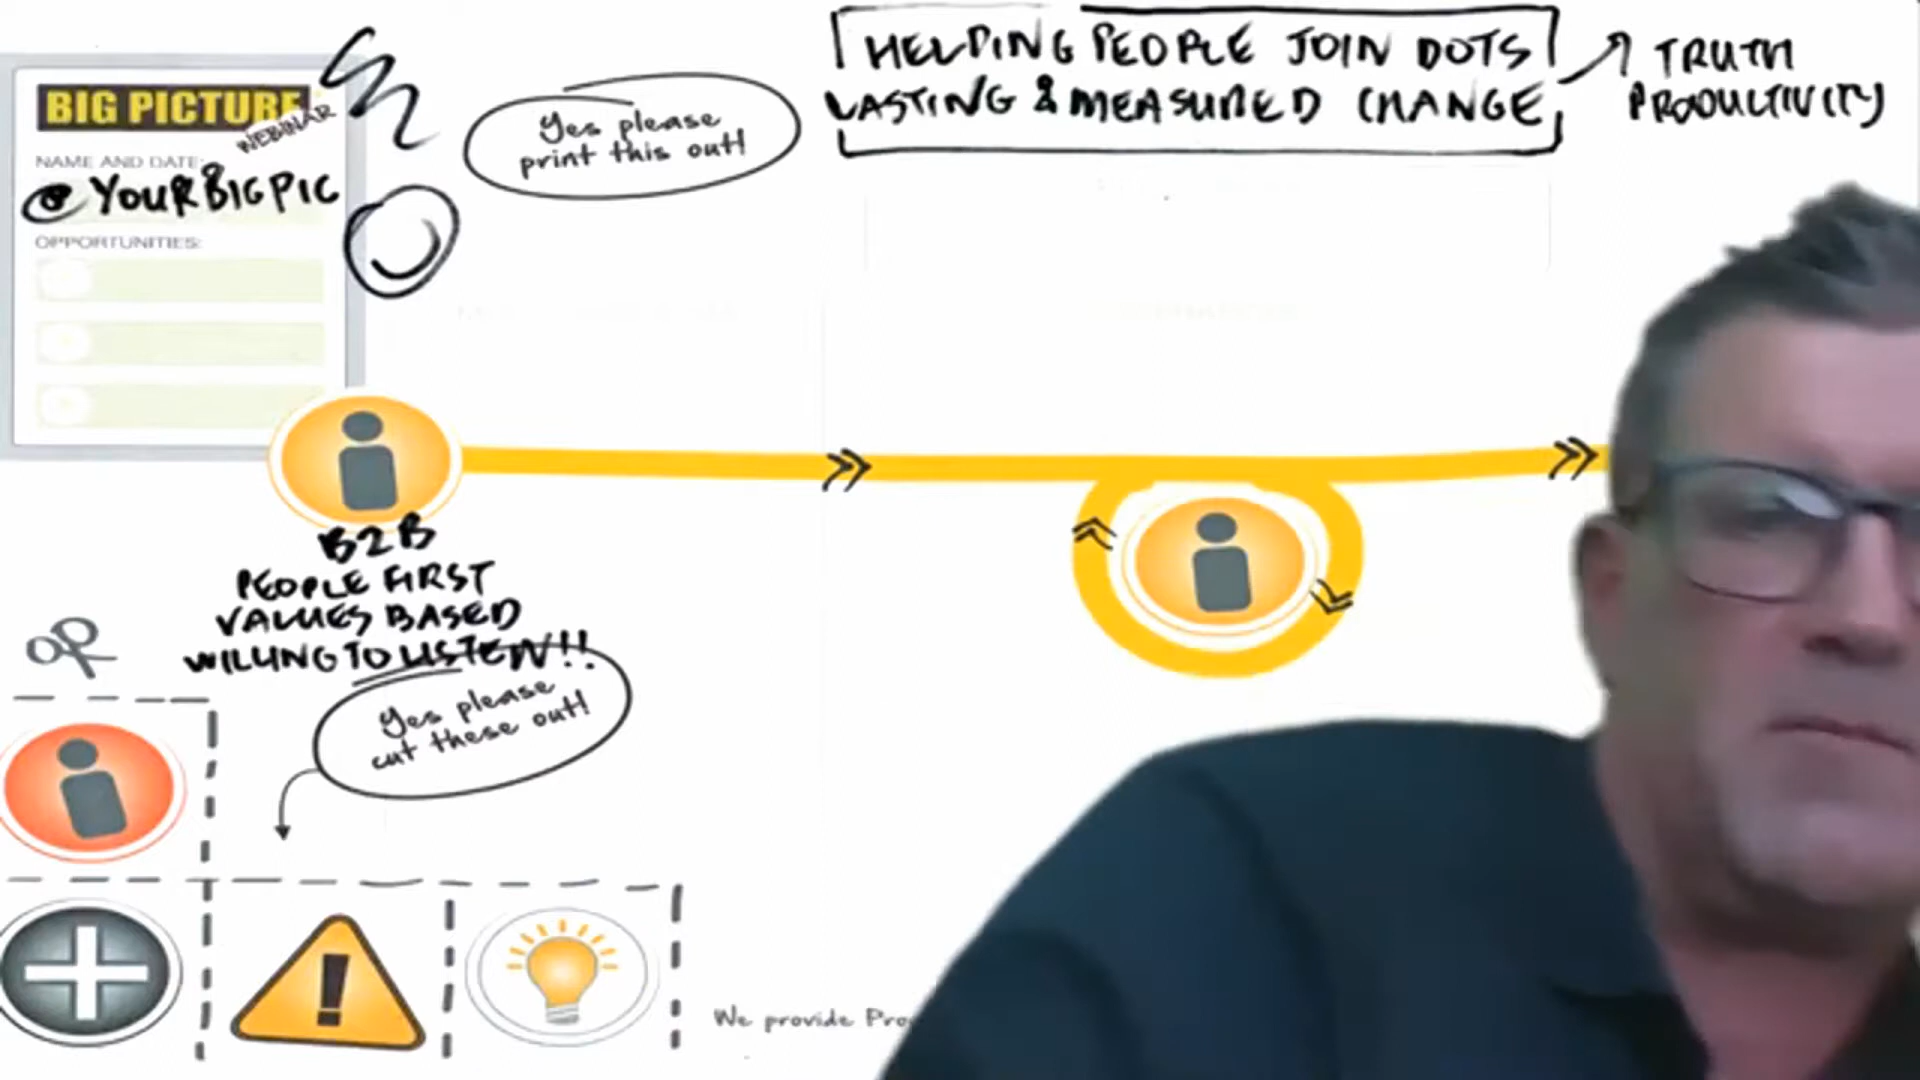 BIG PICTURE
WEBINAR
NAME AND DATE:
@YOURBIGPIC
OPPORTUNITIES:
Yes please
print this out!
HELPING PEOPLE JOIN DOTS
LASTING & MEASURED CHANGE
TRUTH
PRODUCTIVITY
B2B
PEOPLE FIRST
VALUES BASED
WILLING TO LISTEN!!
OR
Yes please
cut these out!
We provide